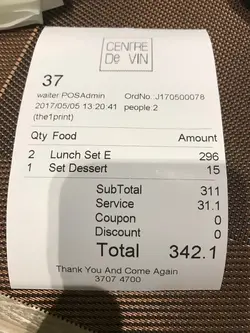 CENTRE
De VIN
37
waiter POSAdmin OrdNo :J170500078
2017/05/05 13:20:41 people:2
(the1print)
Qty Food Amount
2 Lunch Set E 296
1 Set Dessert 15
SubTotal 311
Service 31.1
Coupon 0
Discount 0
Total 342.1
Thank You And Come Again
3707 4700